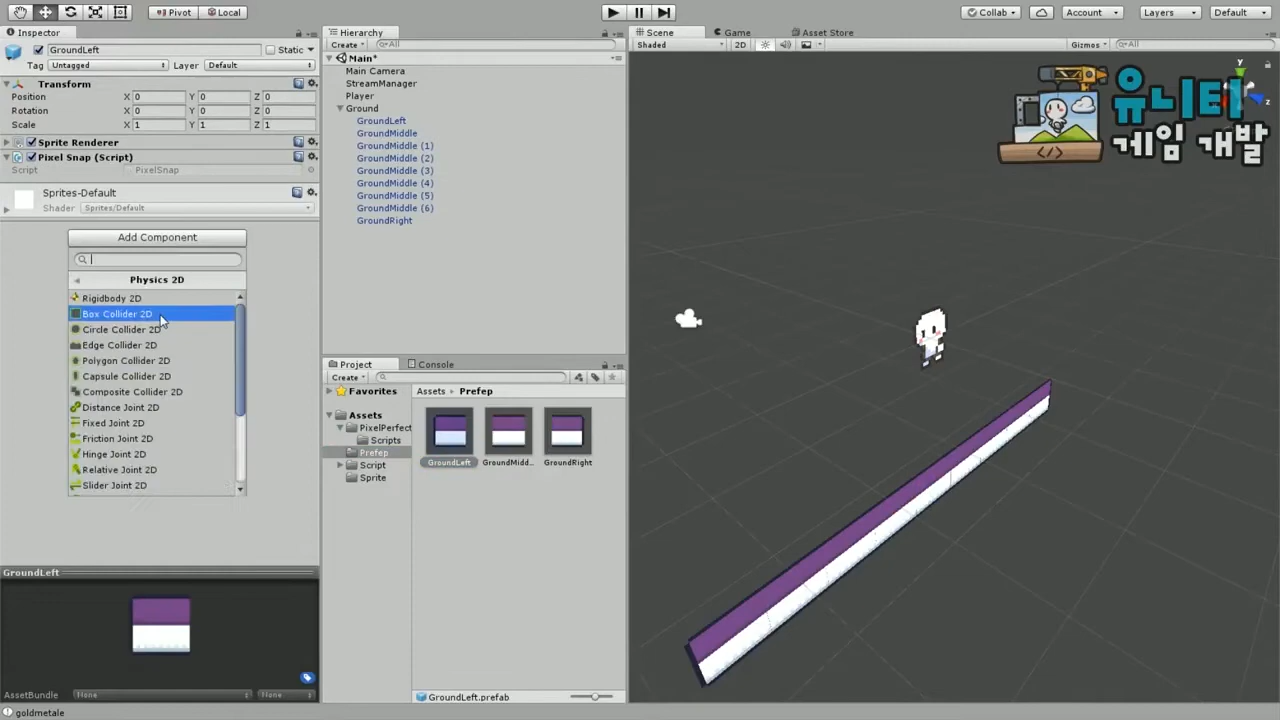 Pivot
Local
Collab
Account
Layers
Default
Inspector
GroundLeft
Static
Tag
Untagged
Layer
Default
Transform
Position
X
0
Y
0
Z
0
Rotation
X
0
Y
0
Z
0
Scale
X
1
Y
1
Z
1
Sprite Renderer
Pixel Snap (Script)
Script
PixelSnap
Sprites-Default
Shader
Sprites/Default
Add Component
Physics 2D
Rigidbody 2D
Box Collider 2D
Circle Collider 2D
Edge Collider 2D
Polygon Collider 2D
Capsule Collider 2D
Composite Collider 2D
Distance Joint 2D
Fixed Joint 2D
Friction Joint 2D
Hinge Joint 2D
Relative Joint 2D
Slider Joint 2D
GroundLeft
AssetBundle
None
None
goldmetale
Hierarchy
Create
All
Main*
Main Camera
StreamManager
Player
Ground
GroundLeft
GroundMiddle
GroundMiddle (1)
GroundMiddle (2)
GroundMiddle (3)
GroundMiddle (4)
GroundMiddle (5)
GroundMiddle (6)
GroundRight
Project
Console
Create
Favorites
Assets
PixelPerfect
Scripts
Prefep
Script
Sprite
Assets
Prefep
GroundLeft
GroundMidd...
GroundRight
GroundLeft.prefab
Scene
Game
Asset Store
Shaded
2D
Gizmos
All
y
z
</>
유니티
게임 개발